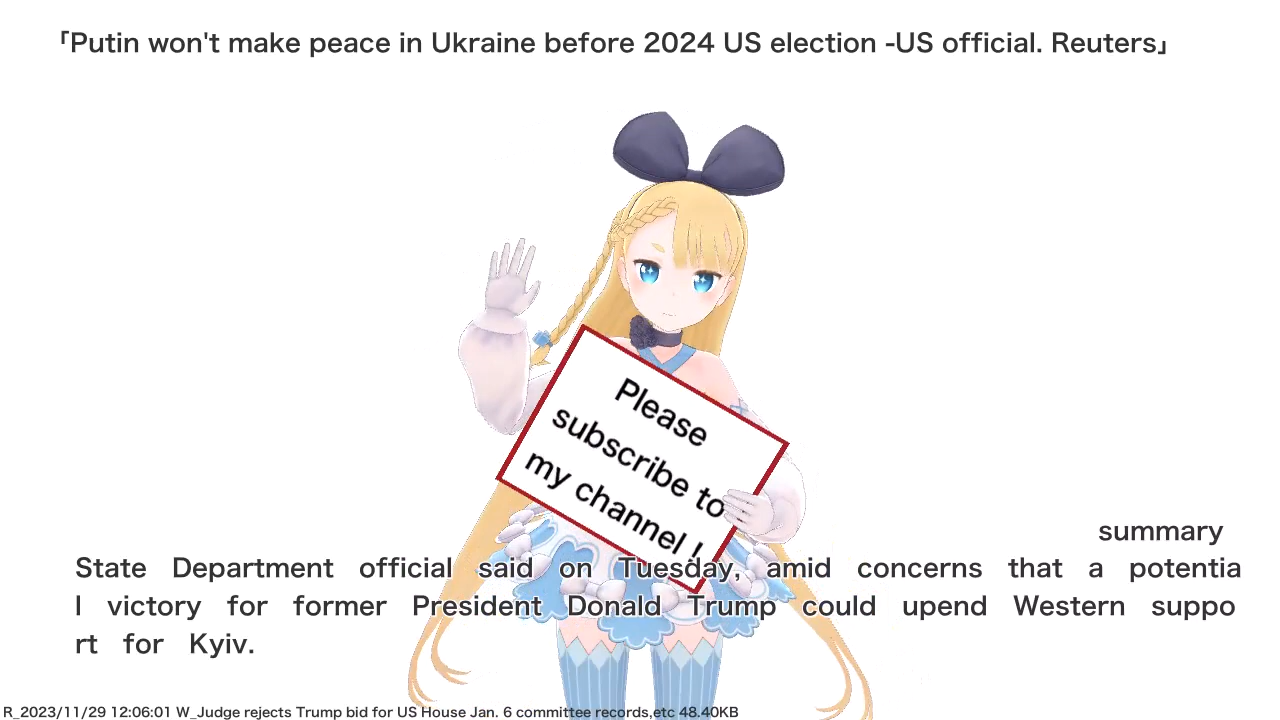 「Putin won't make peace in Ukraine before 2024 US election -US official. Reuters」
Please
subscribe to
my channel !
summary
State Department official said on Tuesday, amid concerns that a potentia
l victory for former President Donald Trump could upend Western suppo
rt for Kyiv.
R_2023/11/29 12:06:01 W_Judge rejects Trump bid for US House Jan. 6 committee records,etc 48.40KB